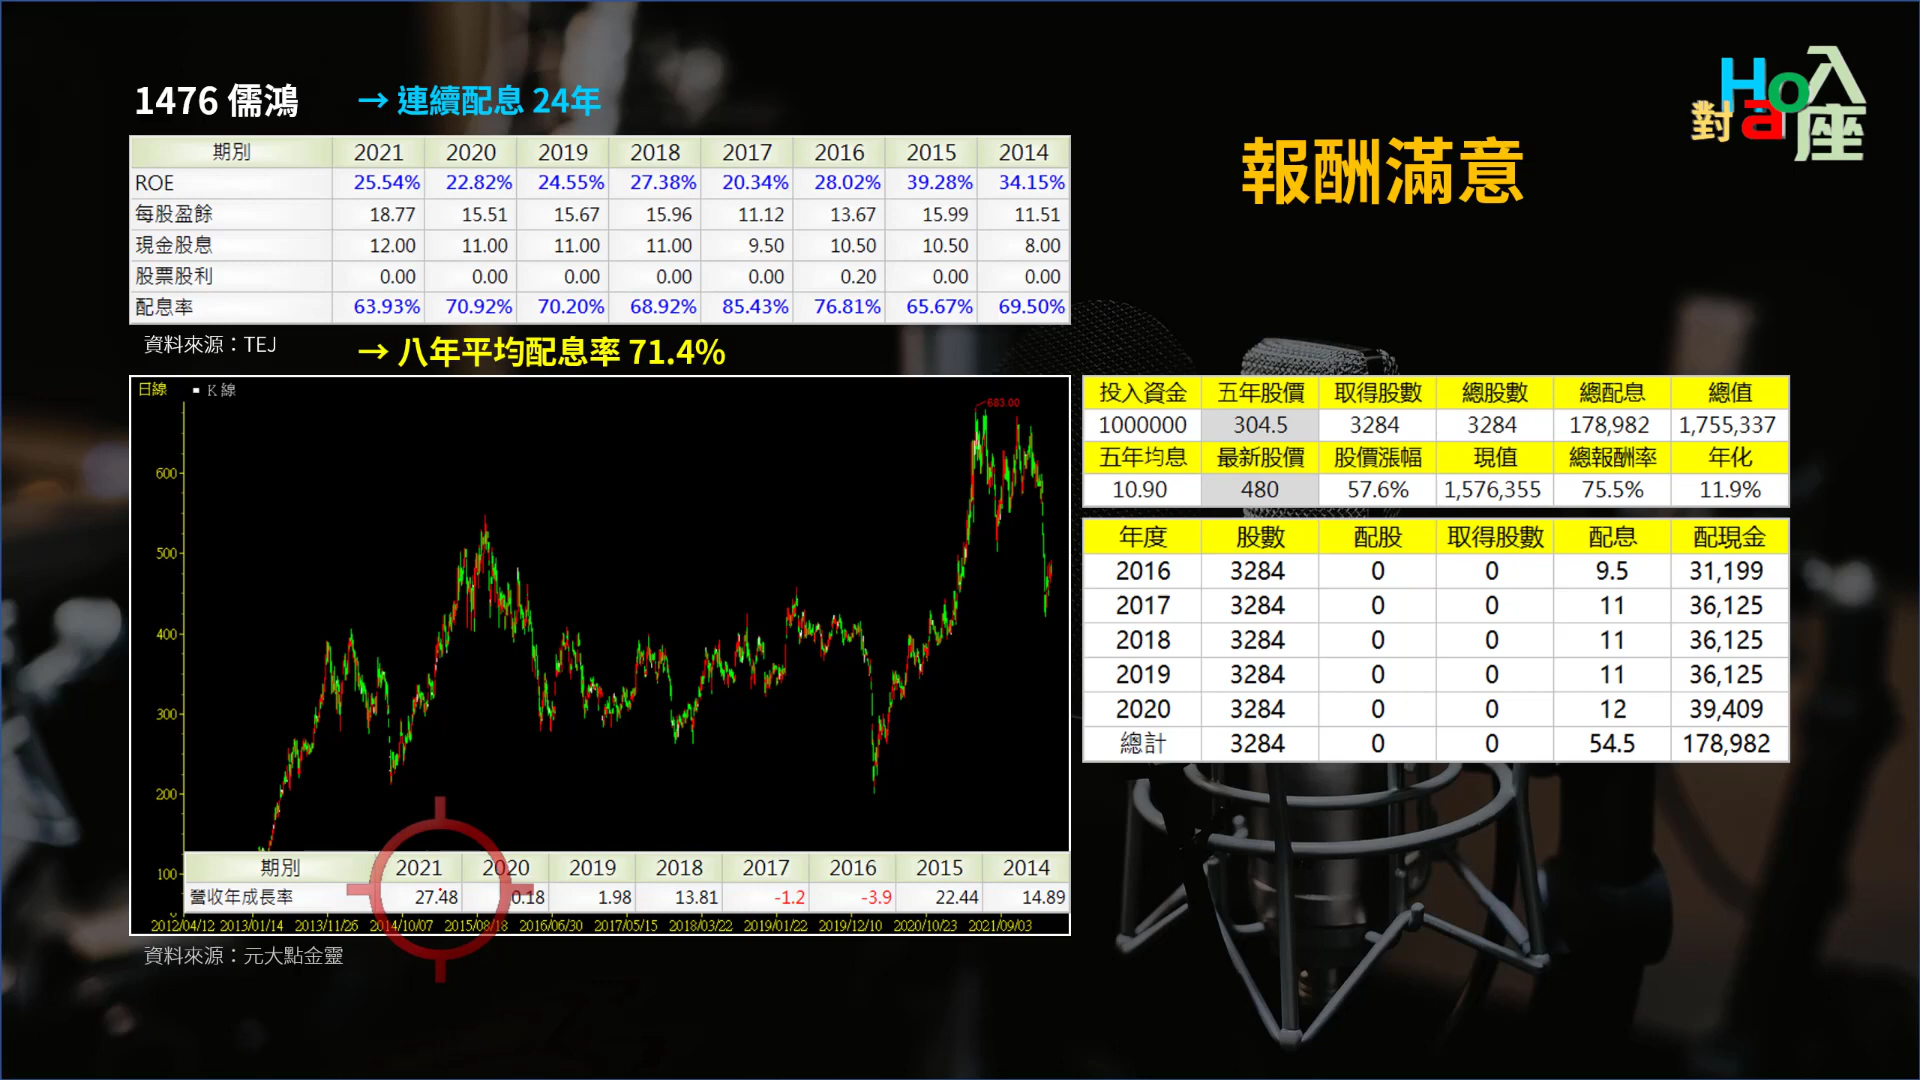 1476 儒鴻 → 連續配息 24年
Hao 入座
對a
報酬滿意
期別 2021 2020 2019 2018 2017 2016 2015 2014
ROE 25.54% 22.82% 24.55% 27.38% 20.34% 28.02% 39.28% 34.15%
每股盈餘 18.77 15.51 15.67 15.96 11.12 13.67 15.99 11.51
現金股息 12.00 11.00 11.00 11.00 9.50 10.50 10.50 8.00
股票股利 0.00 0.00 0.00 0.00 0.00 0.20 0.00 0.00
配息率 63.93% 70.92% 70.20% 68.92% 85.43% 76.81% 65.67% 69.50%
資料來源：TEJ
→ 八年平均配息率 71.4%
日線 ▪ K線
683.00
600
500
400
300
200
100
期別 2021 2020 2019 2018 2017 2016 2015 2014
營收年成長率 27.48 0.18 1.98 13.81 -1.2 -3.9 22.44 14.89
2012/04/12 2013/01/14 2013/11/26 2014/10/07 2015/08/18 2016/06/30 2017/05/15 2018/03/22 2019/01/22 2019/12/10 2020/10/23 2021/09/03
資料來源：元大點金靈
投入資金 五年股價 取得股數 總股數 總配息 總值
1000000 304.5 3284 3284 178,982 1,755,337
五年均息 最新股價 股價漲幅 現值 總報酬率 年化
10.90 480 57.6% 1,576,355 75.5% 11.9%
年度 股數 配股 取得股數 配息 配現金
2016 3284 0 0 9.5 31,199
2017 3284 0 0 11 36,125
2018 3284 0 0 11 36,125
2019 3284 0 0 11 36,125
2020 3284 0 0 12 39,409
總計 3284 0 0 54.5 178,982